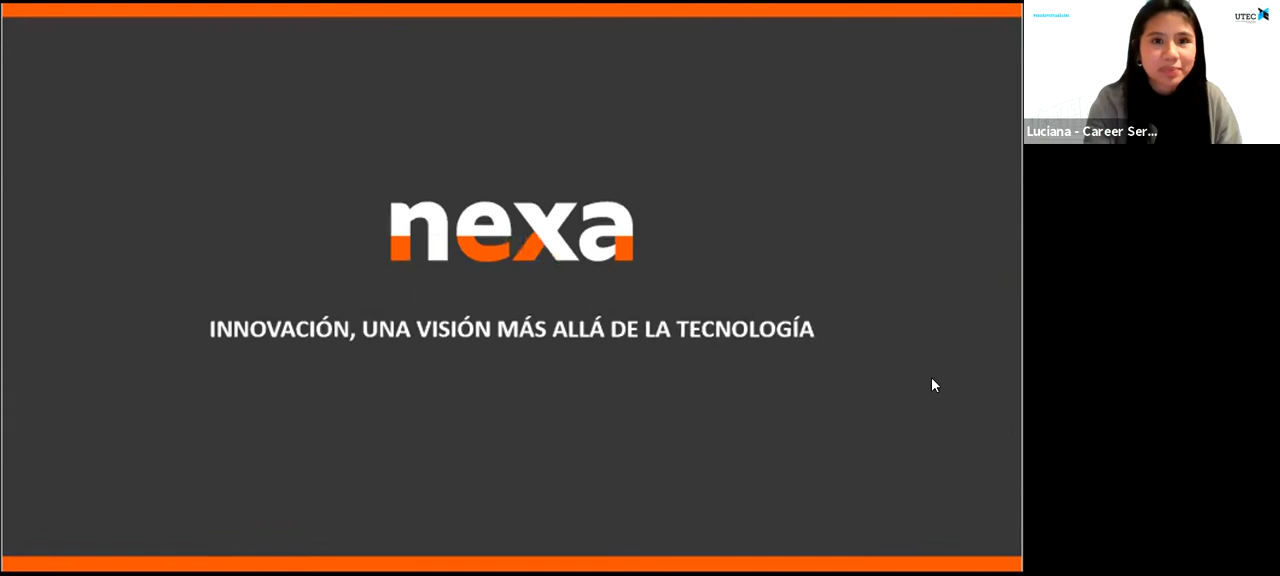 nexa
INNOVACIÓN, UNA VISIÓN MÁS ALLÁ DE LA TECNOLOGÍA
UTEC
Luciana - Career Ser...